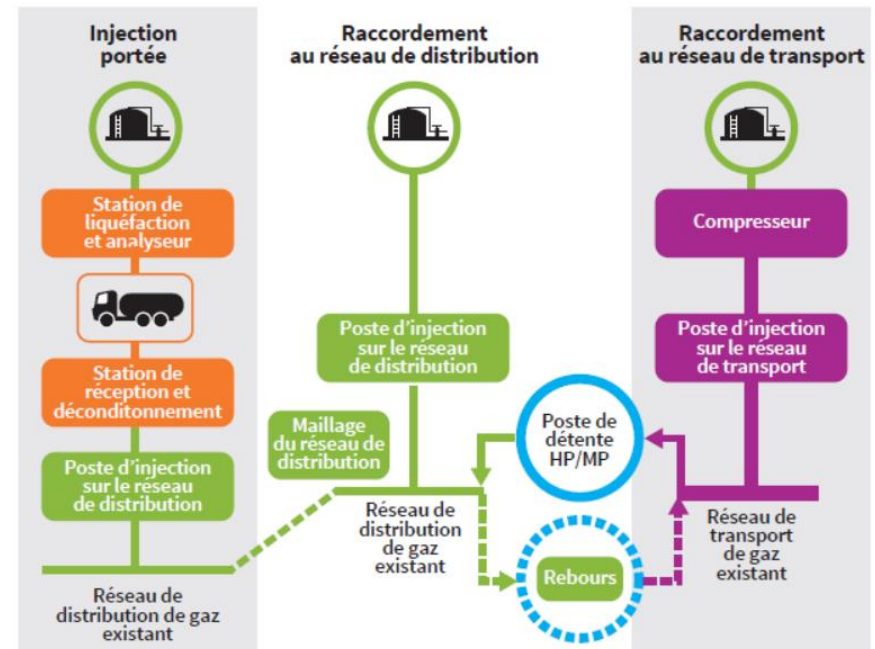 Injection
portée
Raccordement
au réseau de distribution
Raccordement
au réseau de transport
Station de
liquéfaction
et analyseur
Compresseur
Poste d'injection
sur le réseau
de distribution
Poste d'injection
sur le réseau
de transport
Station de
réception et
déconditonnement
Maillage
du réseau de
distribution
Poste de
détente
HP/MP
Poste d'injection
sur le réseau
de distribution
Réseau de
distribution
de gaz
existant
Rebours
Réseau de
transport
de gaz
existant
Réseau de
distribution de gaz
existant